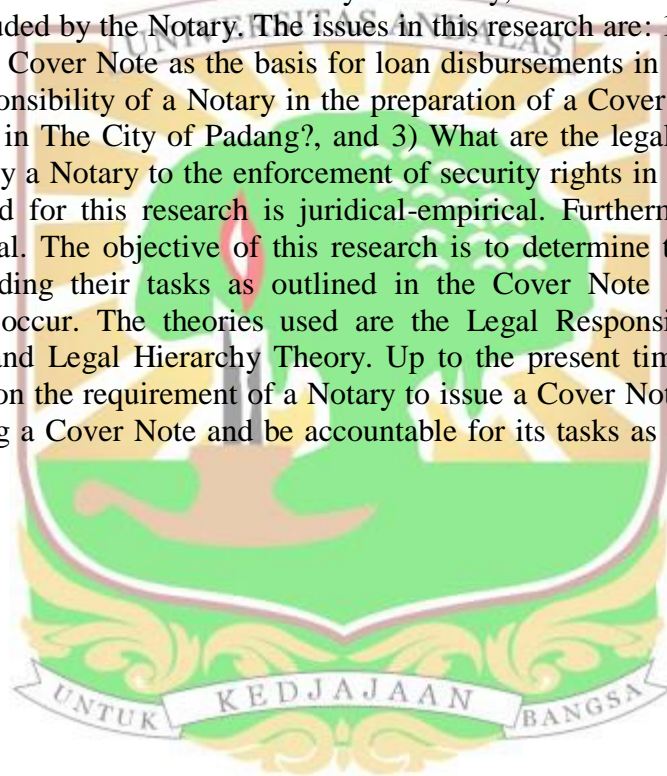 uded by the Notary. The issues in this research are:
UNIVERSITAS ANDALAS
Cover Note as the basis for loan disbursements in
onsibility of a Notary in the preparation of a Cover
in The City of Padang?, and 3) What are the legal
y a Notary to the enforcement of security rights in
d for this research is juridical-empirical. Furthern
al. The objective of this research is to determine t
ding their tasks as outlined in the Cover Note
occur. The theories used are the Legal Responsi
and Legal Hierarchy Theory. Up to the present tim
on the requirement of a Notary to issue a Cover Not
g a Cover Note and be accountable for its tasks as
UNTUK KEDJAJAAN BANGSA